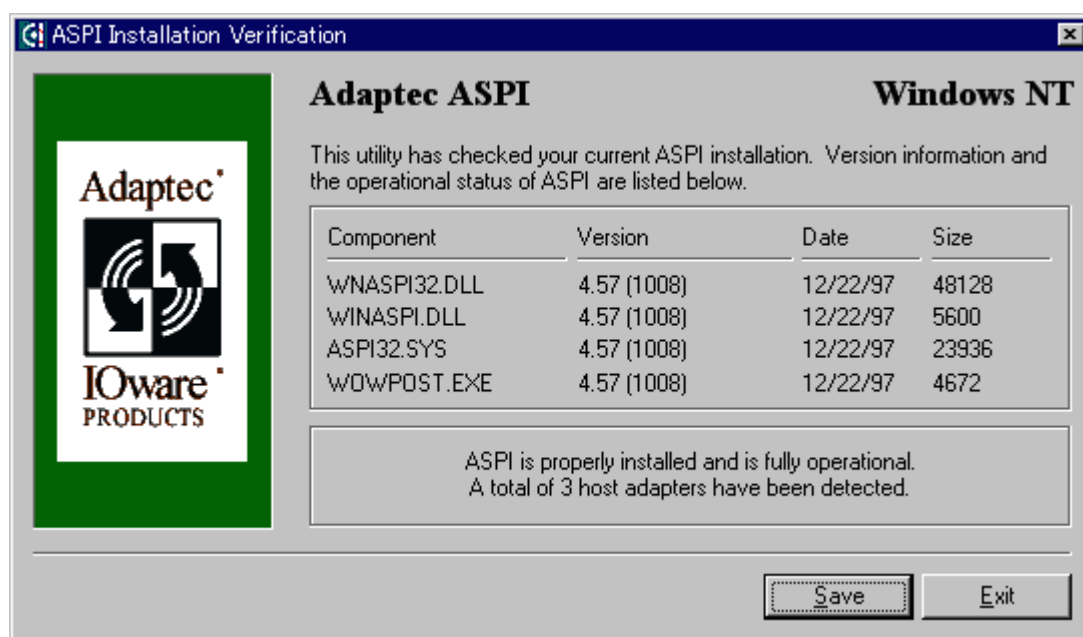 ASPI Installation Verification
Adaptec ASPI Windows NT
This utility has checked your current ASPI installation. Version information and
the operational status of ASPI are listed below.
Adaptec
IOware
PRODUCTS
Component Version Date Size
WNASPI32.DLL 4.57 (1008) 12/22/97 48128
WINASPI.DLL 4.57 (1008) 12/22/97 5600
ASPI32.SYS 4.57 (1008) 12/22/97 23936
WOWPOST.EXE 4.57 (1008) 12/22/97 4672
ASPI is properly installed and is fully operational.
A total of 3 host adapters have been detected.
Save Exit